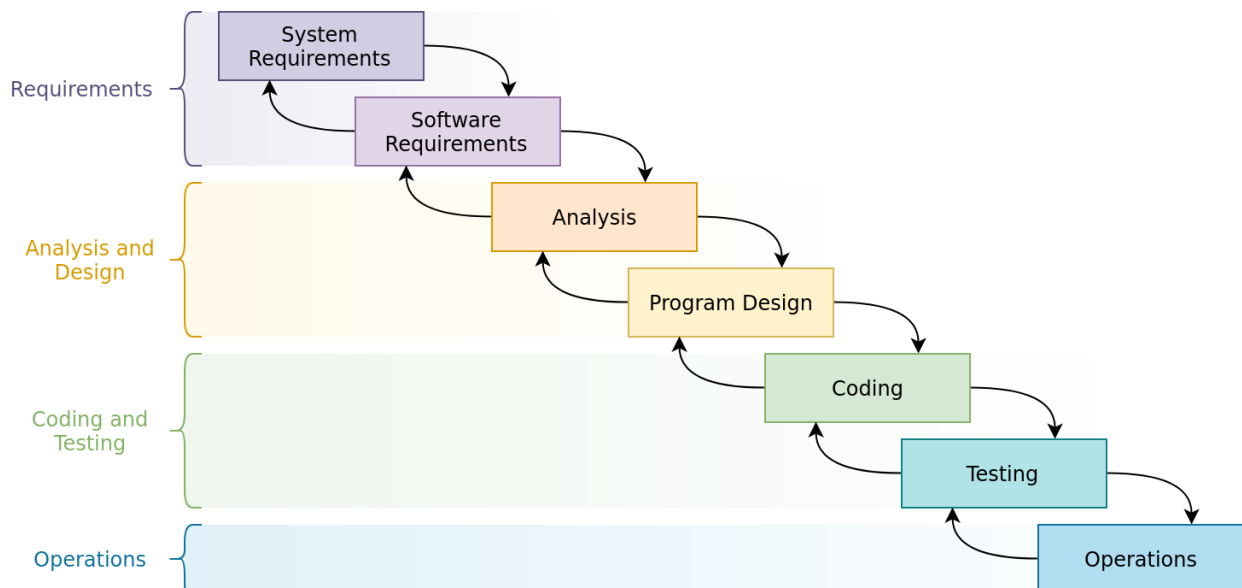 System
Requirements
Requirements
Software
Requirements
Analysis
Analysis and
Design
Program Design
Coding
Coding and
Testing
Testing
Operations
Operations